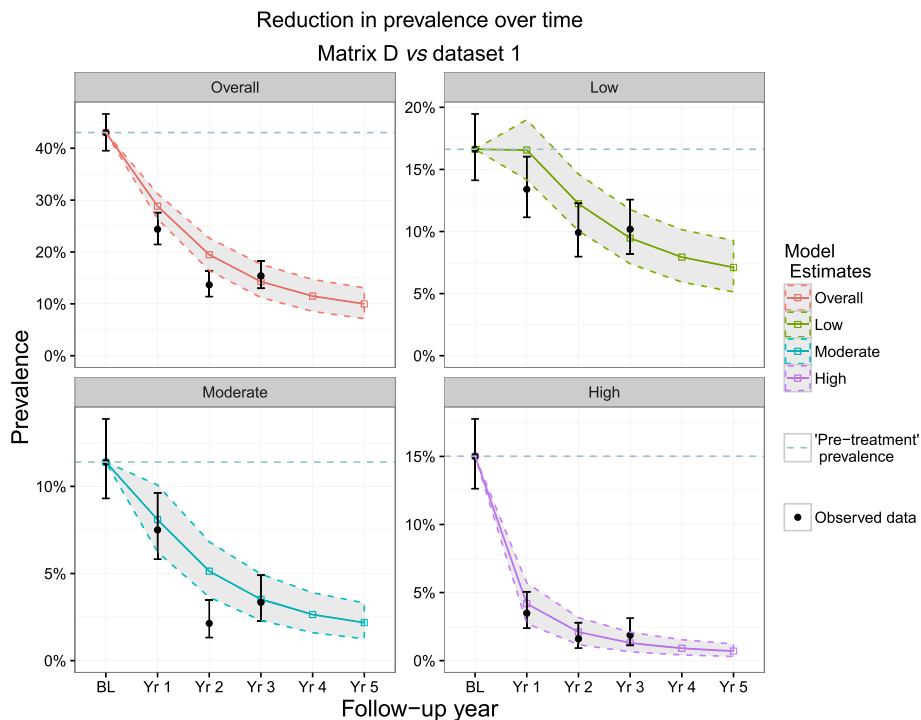 Reduction in prevalence over time
Matrix D vs dataset 1
Overall
Low
40%
30%
20%
10%
0%
20%
15%
10%
5%
0%
Moderate
High
10%
5%
0%
15%
10%
5%
0%
BL Yr 1 Yr 2 Yr 3 Yr 4 Yr 5
BL Yr 1 Yr 2 Yr 3 Yr 4 Yr 5
Prevalence
Follow−up year
Model
Estimates
Overall
Low
Moderate
High
'Pre−treatment'
prevalence
Observed data